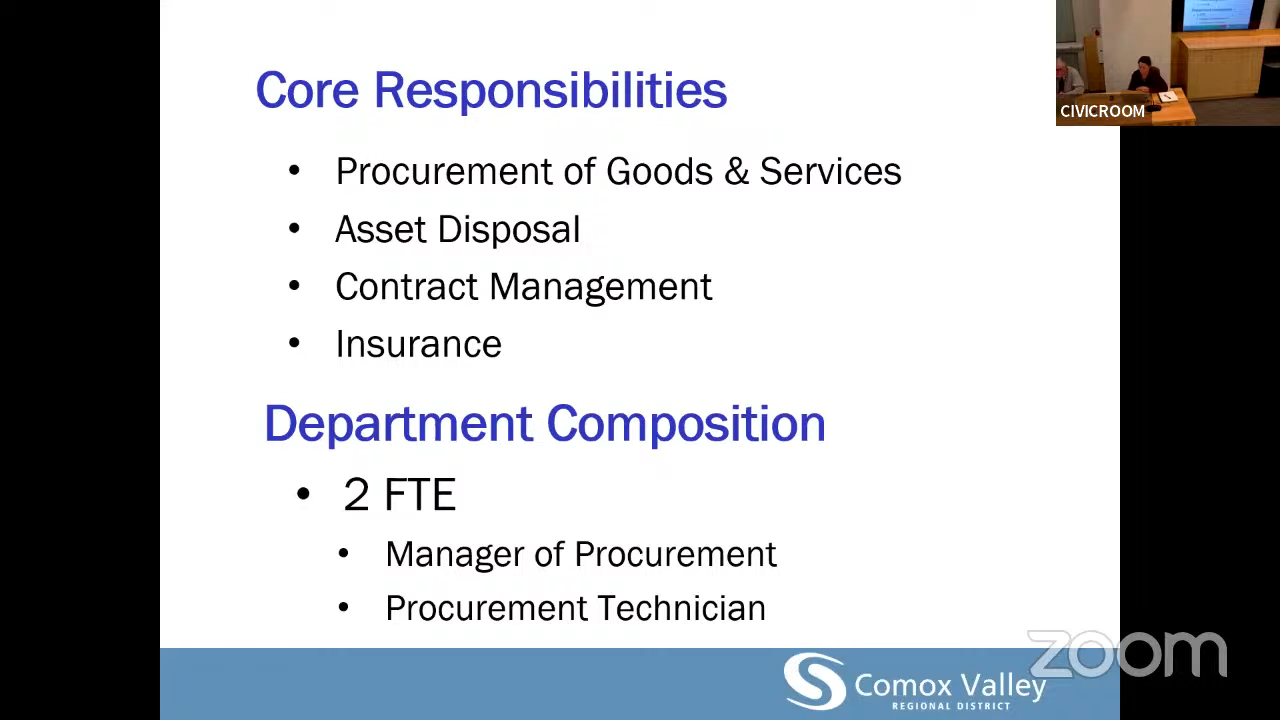 Core Responsibilities
• Procurement of Goods & Services
• Asset Disposal
• Contract Management
• Insurance
Department Composition
• 2 FTE
• Manager of Procurement
• Procurement Technician
CIVICROOM
zoom
Comox Valley
REGIONAL DISTRICT